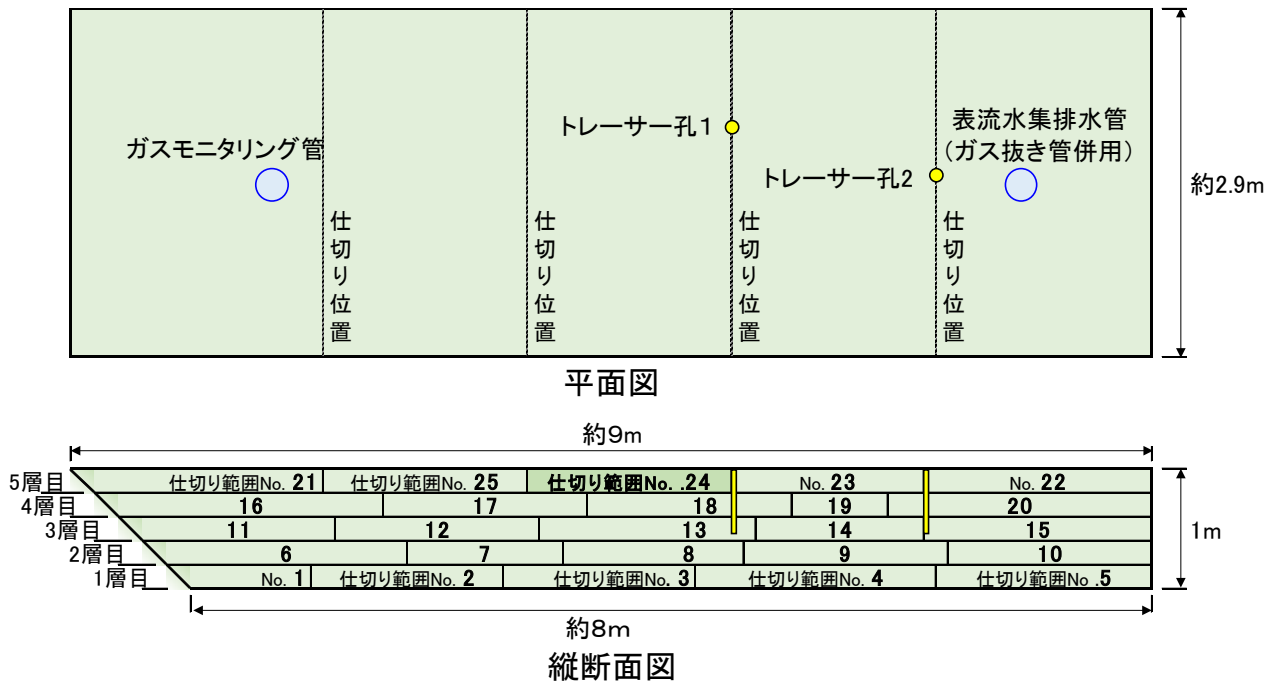 トレーサー孔1
ガスモニタリング管
表流水集排水管
（ガス抜き管併用）
トレーサー孔2
約2.9m
仕切り位置
仕切り位置
仕切り位置
仕切り位置
平面図
約9m
5層目 仕切り範囲No. 21 仕切り範囲No. 25 仕切り範囲No. .24 No. 23 No. 22
4層目 16 17 18 19 20
3層目 11 12 13 14 15
1m
2層目 6 7 8 9 10
1層目 No. 1 仕切り範囲No. 2 仕切り範囲No. 3 仕切り範囲No. 4 仕切り範囲No .5
約8m
縦断面図